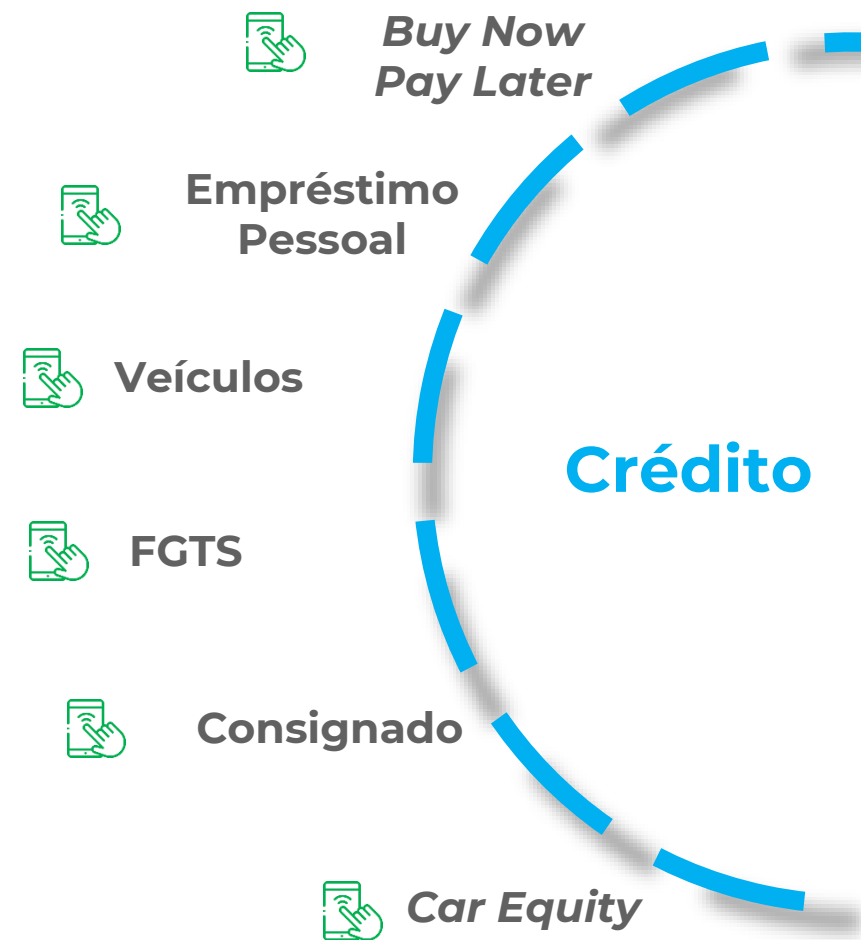 Buy Now
Pay Later
Empréstimo
Pessoal
Veículos
Crédito
FGTS
Consignado
Car Equity